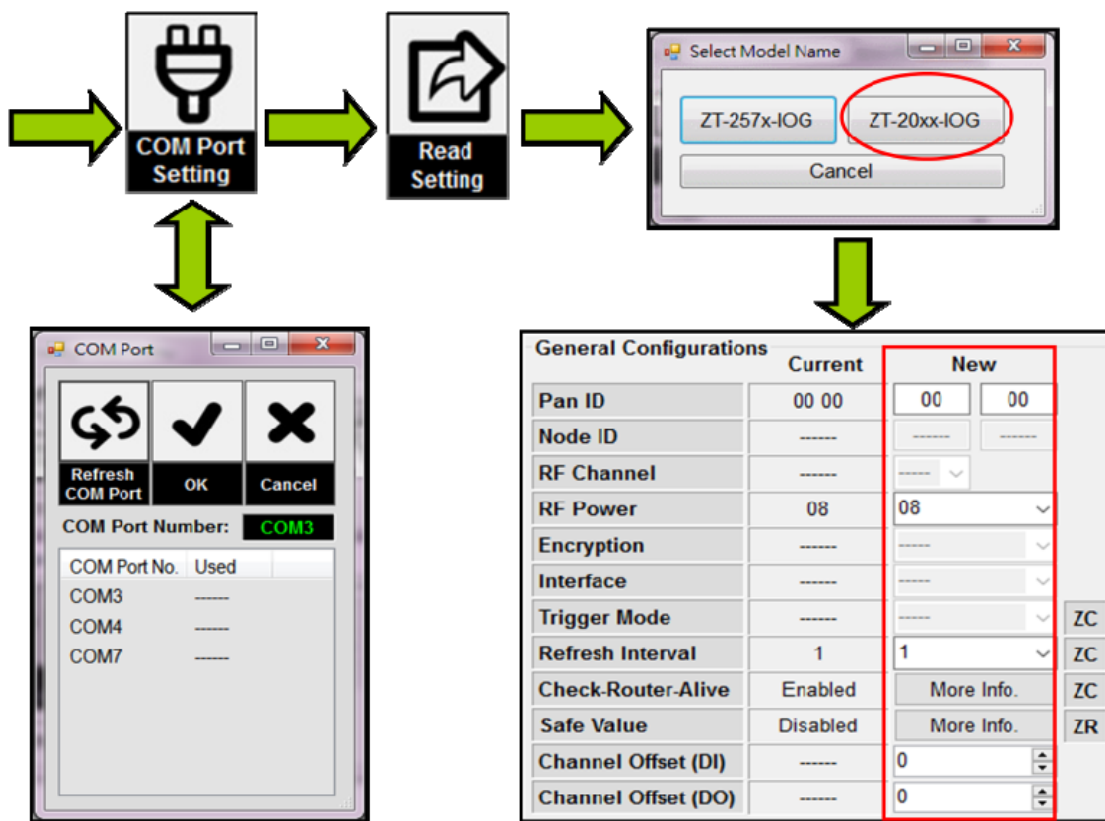 COM Port
Setting
Read
Setting
Select Model Name
ZT-257x-IOG ZT-20xx-IOG
Cancel
COM Port
Refresh
COM Port
OK
Cancel
COM Port Number: COM3
COM Port No. Used
COM3 ------
COM4 ------
COM7 ------
General Configurations
Current New
Pan ID 00 00 00 00
Node ID ------ ------ ------
RF Channel ------ -----
RF Power 08 08
Encryption ------ -----
Interface ------ -----
Trigger Mode ------ ----- ZC
Refresh Interval 1 1 ZC
Check-Router-Alive Enabled More Info. ZC
Safe Value Disabled More Info. ZR
Channel Offset (DI) ------ 0
Channel Offset (DO) ------ 0